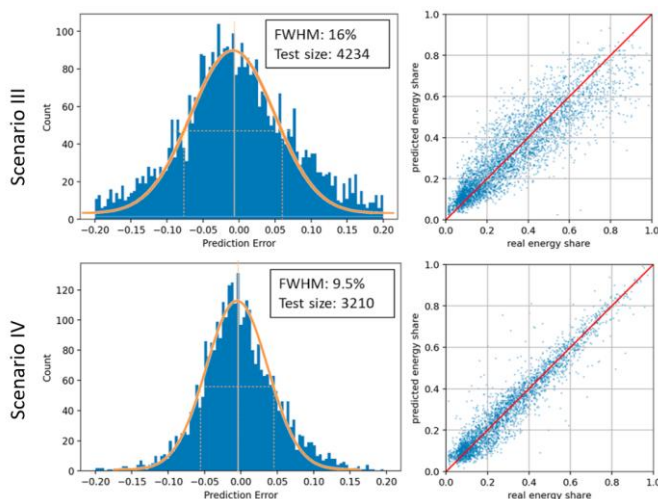 Scenario III
FWHM: 16%
Test size: 4234
Count
100
80
60
40
20
0
−0.20 −0.15 −0.10 −0.05 0.00 0.05 0.10 0.15 0.20
Prediction Error
predicted energy share
1.0
0.8
0.6
0.4
0.2
0.0
0.0 0.2 0.4 0.6 0.8 1.0
real energy share
Scenario IV
FWHM: 9.5%
Test size: 3210
Count
120
100
80
60
40
20
0
−0.20 −0.15 −0.10 −0.05 0.00 0.05 0.10 0.15 0.20
Prediction Error
predicted energy share
1.0
0.8
0.6
0.4
0.2
0.0
0.0 0.2 0.4 0.6 0.8 1.0
real energy share